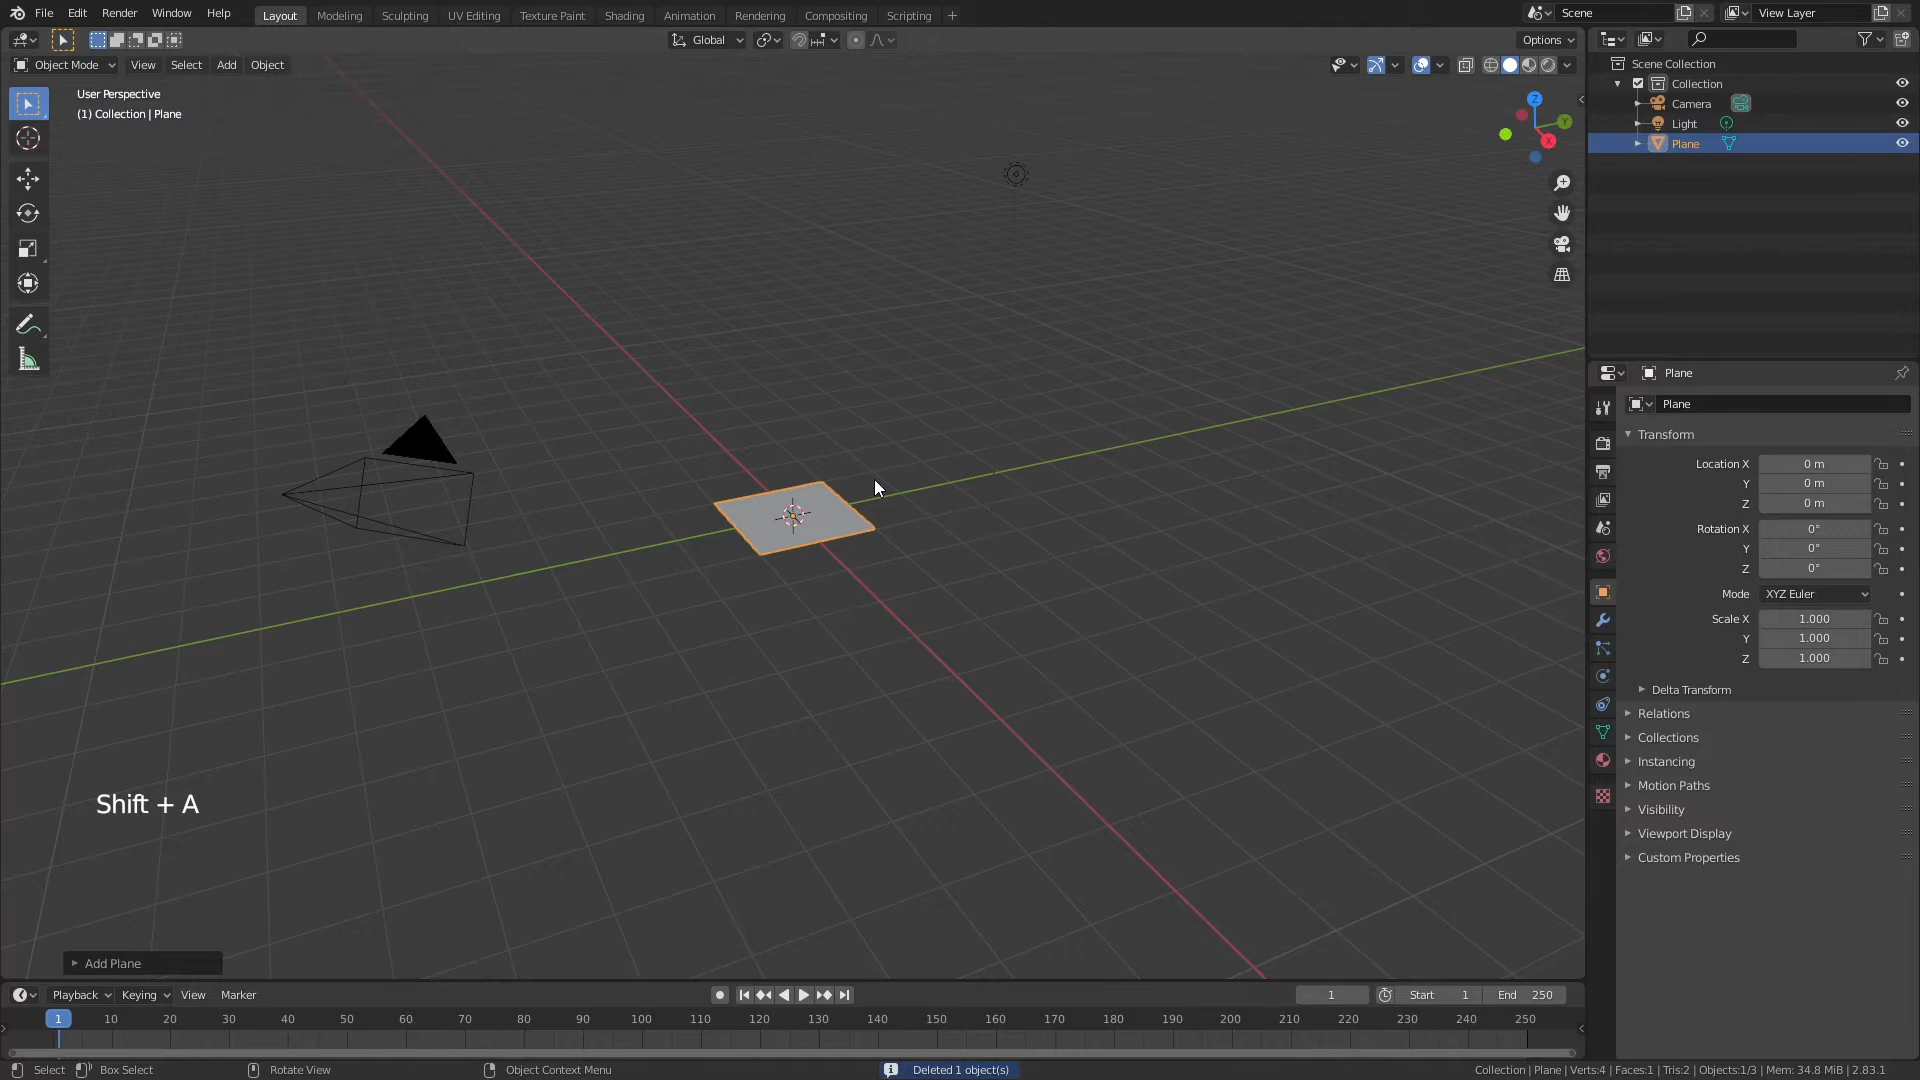 File Edit Render Window Help Layout Modeling Sculpting UV Editing Texture Paint Shading Animation Rendering Compositing Scripting + Scene View Layer
Global Options
Object Mode View Select Add Object
User Perspective
(1) Collection | Plane
Z
Y
X
Scene Collection
Collection
Camera
Light
Plane
Plane
Plane
Transform
Location X 0 m
Y 0 m
Z 0 m
Rotation X 0°
Y 0°
Z 0°
Mode XYZ Euler
Scale X 1.000
Y 1.000
Z 1.000
Delta Transform
Relations
Collections
Instancing
Motion Paths
Visibility
Viewport Display
Custom Properties
Shift + A
Add Plane
Playback Keying View Marker 1 Start 1 End 250
1 10 20 30 40 50 60 70 80 90 100 110 120 130 140 150 160 170 180 190 200 210 220 230 240 250
Select Box Select Rotate View Object Context Menu Deleted 1 object(s) Collection | Plane | Verts:4 | Faces:1 | Tris:2 | Objects:1/3 | Mem: 34.8 MiB | 2.83.1